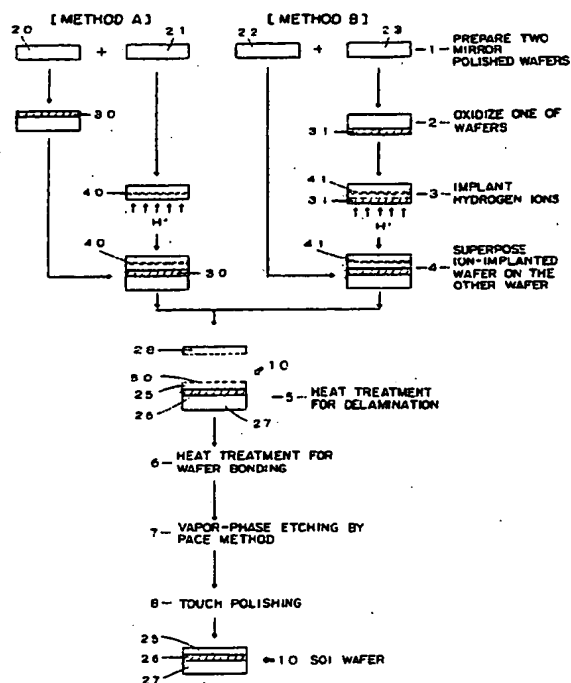 [METHOD A] [METHOD B]
20 + 21 22 + 23 1 PREPARE TWO
MIRROR
POLISHED WAFERS
30 31 2 OXIDIZE ONE OF
WAFERS
40 41 31 3 IMPLANT
HYDROGEN IONS
H+ H+
40 30 41 4 SUPERPOSE
ION-IMPLANTED
WAFER ON THE
OTHER WAFER
28
10
50
25
26 27 5 HEAT TREATMENT
FOR DELAMINATION
6 HEAT TREATMENT FOR
WAFER BONDING
7 VAPOR-PHASE ETCHING BY
PACE METHOD
8 TOUCH POLISHING
25
26 10 SOI WAFER
27